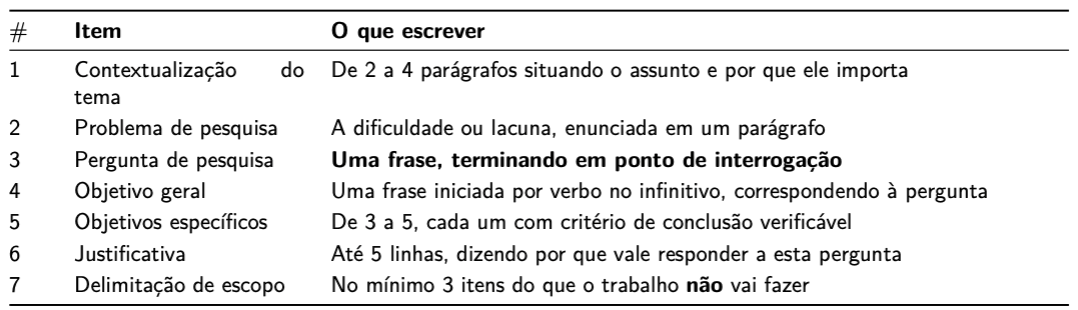 # Item O que escrever
1 Contextualização do tema De 2 a 4 parágrafos situando o assunto e por que ele importa
2 Problema de pesquisa A dificuldade ou lacuna, enunciada em um parágrafo
3 Pergunta de pesquisa Uma frase, terminando em ponto de interrogação
4 Objetivo geral Uma frase iniciada por verbo no infinitivo, correspondendo à pergunta
5 Objetivos específicos De 3 a 5, cada um com critério de conclusão verificável
6 Justificativa Até 5 linhas, dizendo por que vale responder a esta pergunta
7 Delimitação de escopo No mínimo 3 itens do que o trabalho não vai fazer